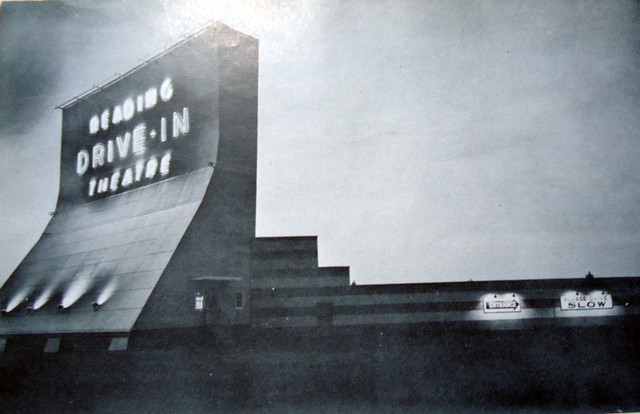 READING
DRIVE-IN
THEATRE
SLOW